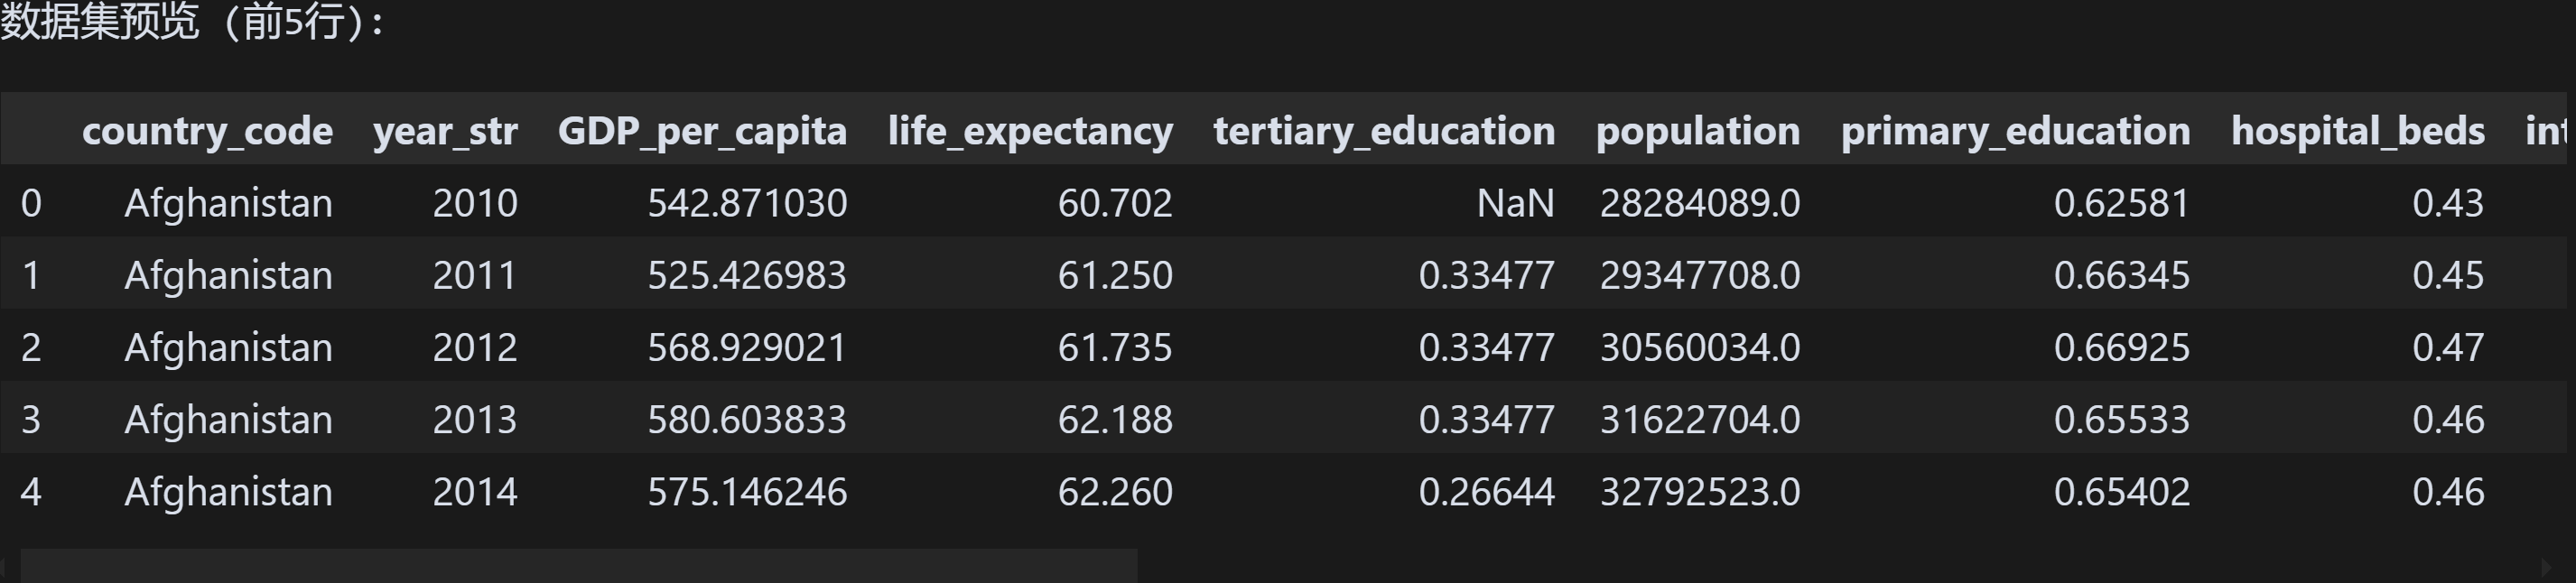 数据集预览 (前5行):
country_code year_str GDP_per_capita life_expectancy tertiary_education population primary_education hospital_beds
0 Afghanistan 2010 542.871030 60.702 NaN 28284089.0 0.62581 0.43
1 Afghanistan 2011 525.426983 61.250 0.33477 29347708.0 0.66345 0.45
2 Afghanistan 2012 568.929021 61.735 0.33477 30560034.0 0.66925 0.47
3 Afghanistan 2013 580.603833 62.188 0.33477 31622704.0 0.65533 0.46
4 Afghanistan 2014 575.146246 62.260 0.26644 32792523.0 0.65402 0.46